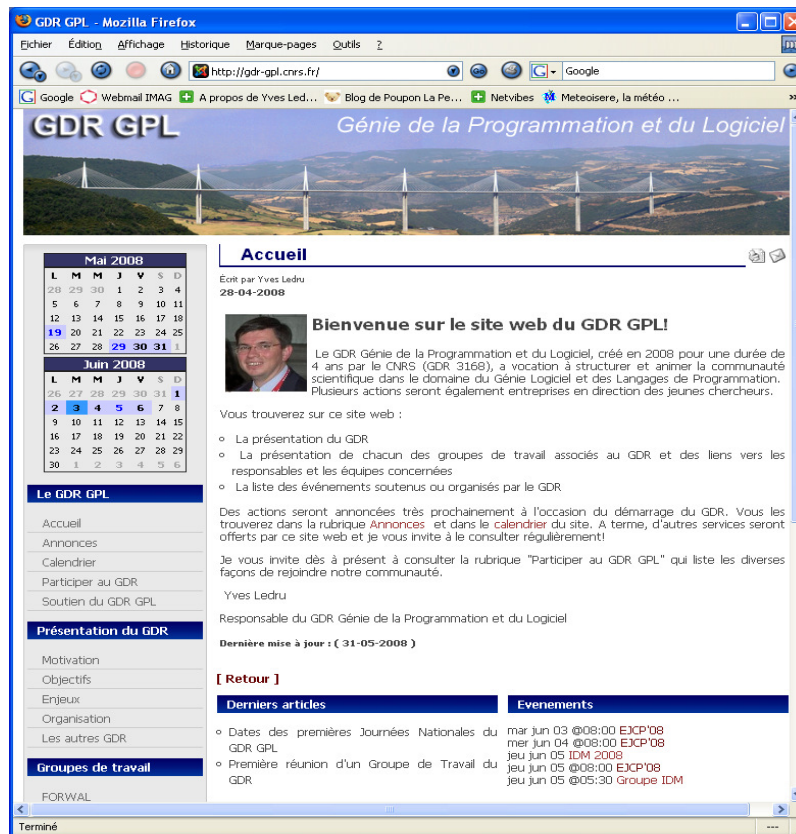 GDR GPL - Mozilla Firefox
Fichier Édition Affichage Historique Marque-pages Outils ?
http://gdr-gpl.cnrs.fr/
G Google
Google Webmail IMAG A propos de Yves Led... Blog de Poupon La Pe... Netvibes Meteoisere, la météo ... »
GDR GPL
Génie de la Programmation et du Logiciel
Mai 2008
L M M J V S D
28 29 30 1 2 3 4
5 6 7 8 9 10 11
12 13 14 15 16 17 18
19 20 21 22 23 24 25
26 27 28 29 30 31 1
Juin 2008
26 27 28 29 30 31 1
2 3 4 5 6 7 8
9 10 11 12 13 14 15
16 17 18 19 20 21 22
23 24 25 26 27 28 29
30 1 2 3 4 5 6
Le GDR GPL
Accueil
Annonces
Calendrier
Participer au GDR
Soutien du GDR GPL
Présentation du GDR
Motivation
Objectifs
Enjeux
Organisation
Les autres GDR
Groupes de travail
FORWAL
Accueil
Écrit par Yves Ledru
28-04-2008
Bienvenue sur le site web du GDR GPL!
Le GDR Génie de la Programmation et du Logiciel, créé en 2008 pour une durée de
4 ans par le CNRS (GDR 3168), a vocation à structurer et animer la communauté
scientifique dans le domaine du Génie Logiciel et des Langages de Programmation.
Plusieurs actions seront également entreprises en direction des jeunes chercheurs.
Vous trouverez sur ce site web :
La présentation du GDR
La présentation de chacun des groupes de travail associés au GDR et des liens vers les
responsables et les équipes concernées
La liste des événements soutenus ou organisés par le GDR
Des actions seront annoncées très prochainement à l'occasion du démarrage du GDR. Vous les
trouverez dans la rubrique Annonces et dans le calendrier du site. A terme, d'autres services seront
offerts par ce site web et je vous invite à le consulter régulièrement!
Je vous invite dès à présent à consulter la rubrique "Participer au GDR GPL" qui liste les diverses
façons de rejoindre notre communauté.
Yves Ledru
Responsable du GDR Génie de la Programmation et du Logiciel
Dernière mise à jour : ( 31-05-2008 )
[ Retour ]
Derniers articles
Dates des premières Journées Nationales du
GDR GPL
Première réunion d'un Groupe de Travail du
GDR
Evenements
mar jun 03 @08:00 EJCP'08
mer jun 04 @08:00 EJCP'08
jeu jun 05 IDM 2008
jeu jun 05 @08:00 EJCP'08
jeu jun 05 @05:30 Groupe IDM
Terminé